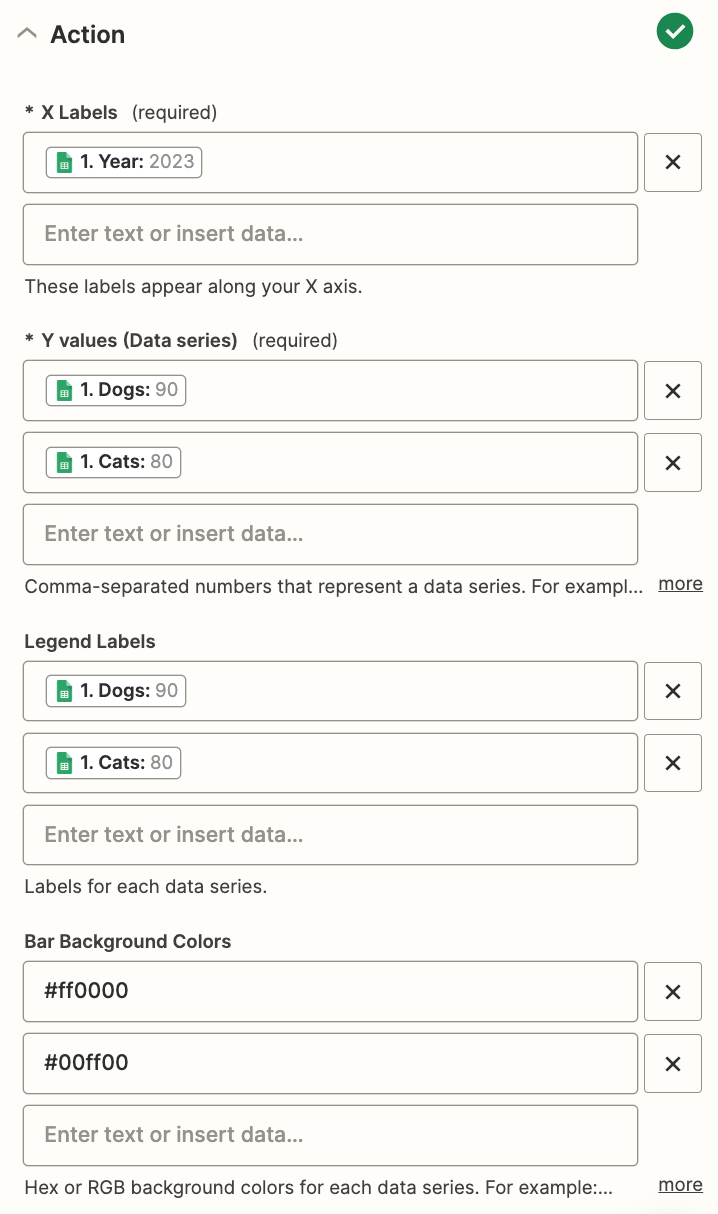 Action
* X Labels (required)
1. Year: 2023
Enter text or insert data...
These labels appear along your X axis.
* Y values (Data series) (required)
1. Dogs: 90
1. Cats: 80
Enter text or insert data...
Comma-separated numbers that represent a data series. For exampl... more
Legend Labels
1. Dogs: 90
1. Cats: 80
Enter text or insert data...
Labels for each data series.
Bar Background Colors
#ff0000
#00ff00
Enter text or insert data...
Hex or RGB background colors for each data series. For example:... more